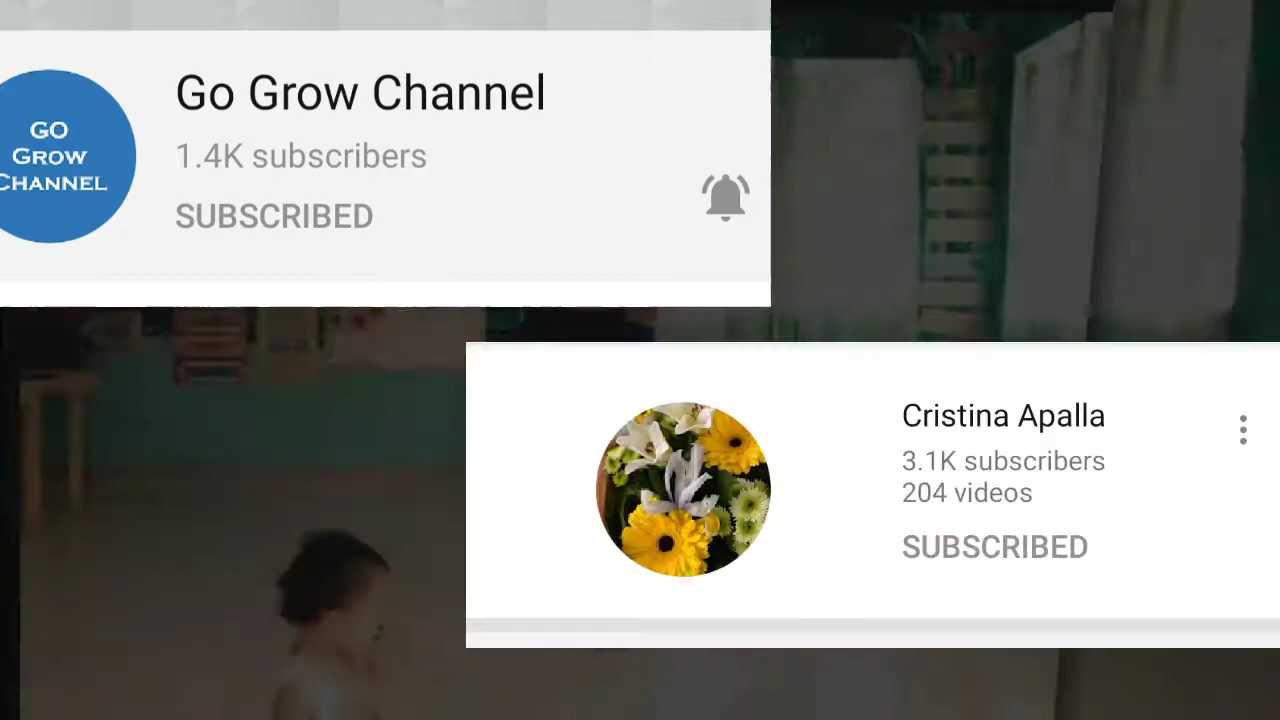 GO
GROW
CHANNEL
Go Grow Channel
1.4K subscribers
SUBSCRIBED
Cristina Apalla
3.1K subscribers
204 videos
SUBSCRIBED